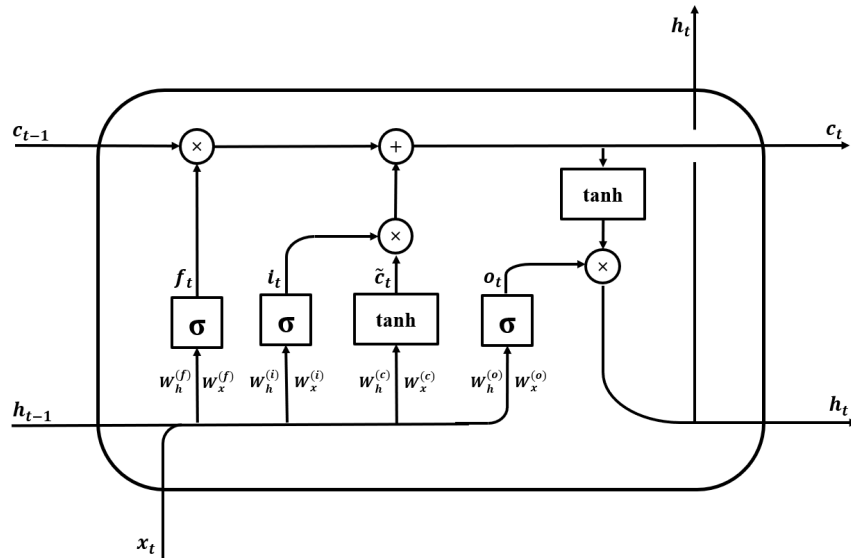 h_t
c_{t-1} × + c_t
tanh
×
f_t i_t c̃_t o_t ×
σ σ tanh σ
W_h^{(f)} W_x^{(f)} W_h^{(i)} W_x^{(i)} W_h^{(c)} W_x^{(c)} W_h^{(o)} W_x^{(o)}
h_{t-1} h_t
x_t